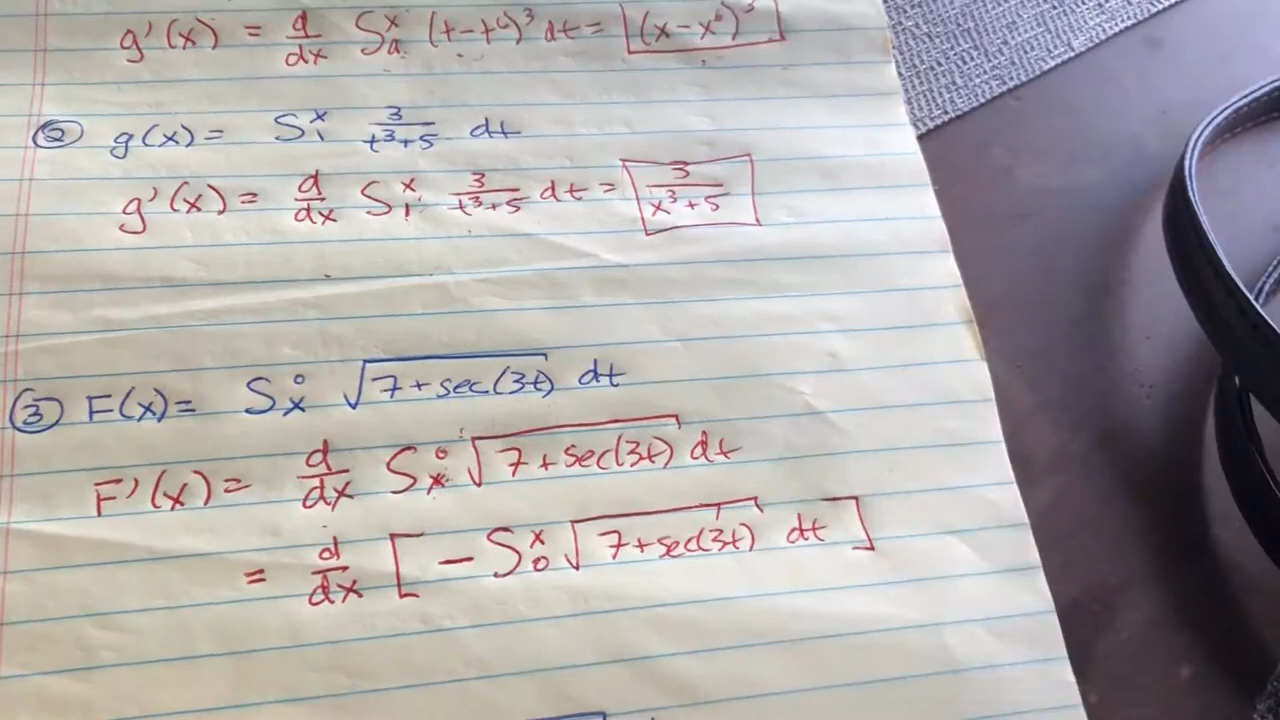 g'(x) = d/dx ∫ₐˣ (t-t⁶)³ dt = (x-x⁶)³
② g(x) = ∫₁ˣ 3/(t³+5) dt
g'(x) = d/dx ∫₁ˣ 3/(t³+5) dt = 3/(x³+5)
③ F(x) = ∫ₓ⁰ √(7+sec(3t)) dt
F'(x) = d/dx ∫ₓ⁰ √(7+sec(3t)) dt
= d/dx [ - ∫₀ˣ √(7+sec(3t)) dt ]